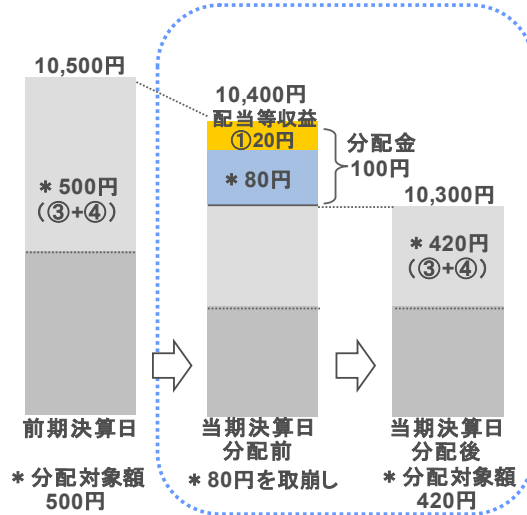 10,500円
＊500円
（③+④）
前期決算日
＊分配対象額
500円
10,400円
配当等収益
①20円
＊80円
分配金
100円
当期決算日
分配前
＊80円を取崩し
10,300円
＊420円
（③+④）
当期決算日
分配後
＊分配対象額
420円